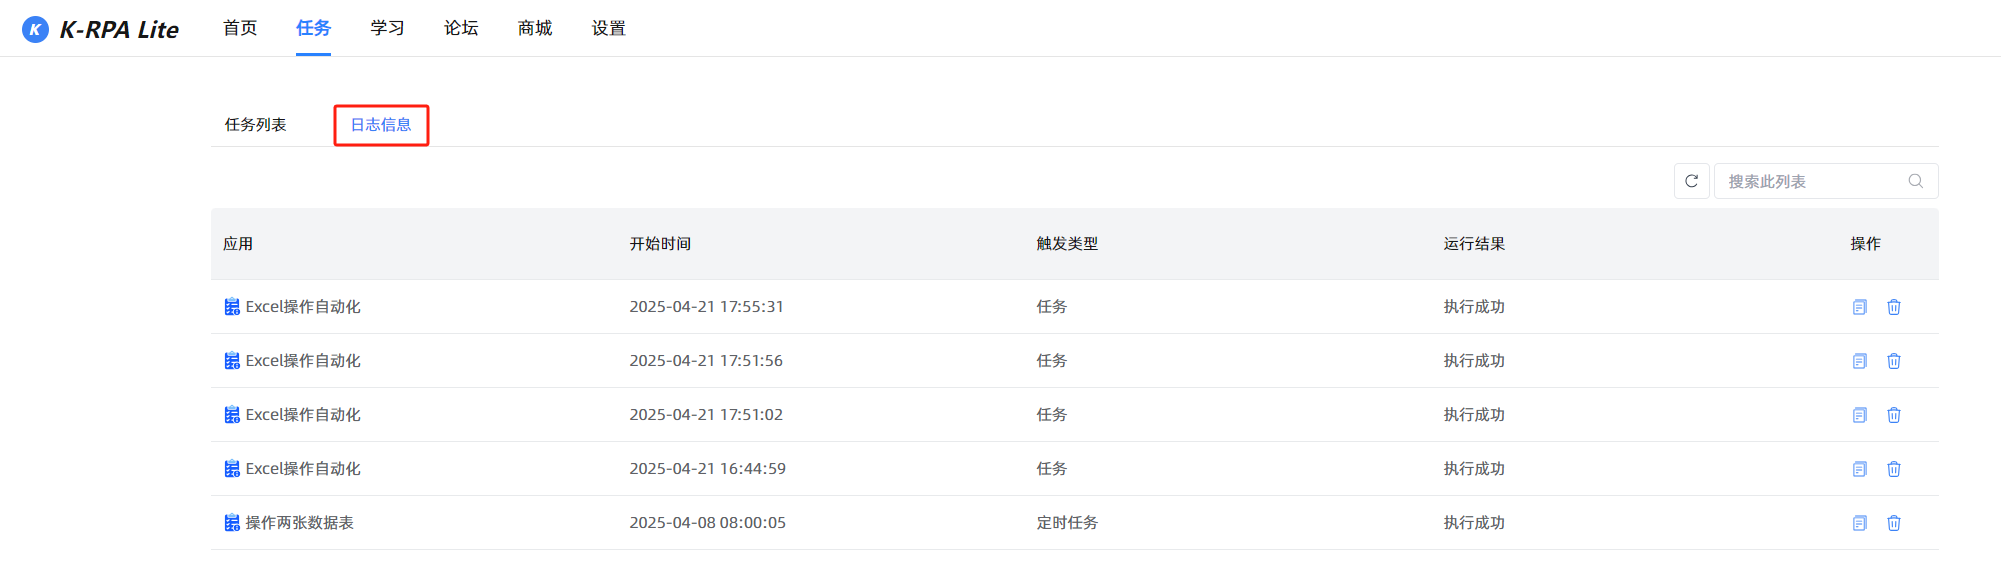 K K-RPA Lite 首页 任务 学习 论坛 商城 设置
任务列表 日志信息
搜索此列表
应用 开始时间 触发类型 运行结果 操作
Excel操作自动化 2025-04-21 17:55:31 任务 执行成功
Excel操作自动化 2025-04-21 17:51:56 任务 执行成功
Excel操作自动化 2025-04-21 17:51:02 任务 执行成功
Excel操作自动化 2025-04-21 16:44:59 任务 执行成功
操作两张数据表 2025-04-08 08:00:05 定时任务 执行成功